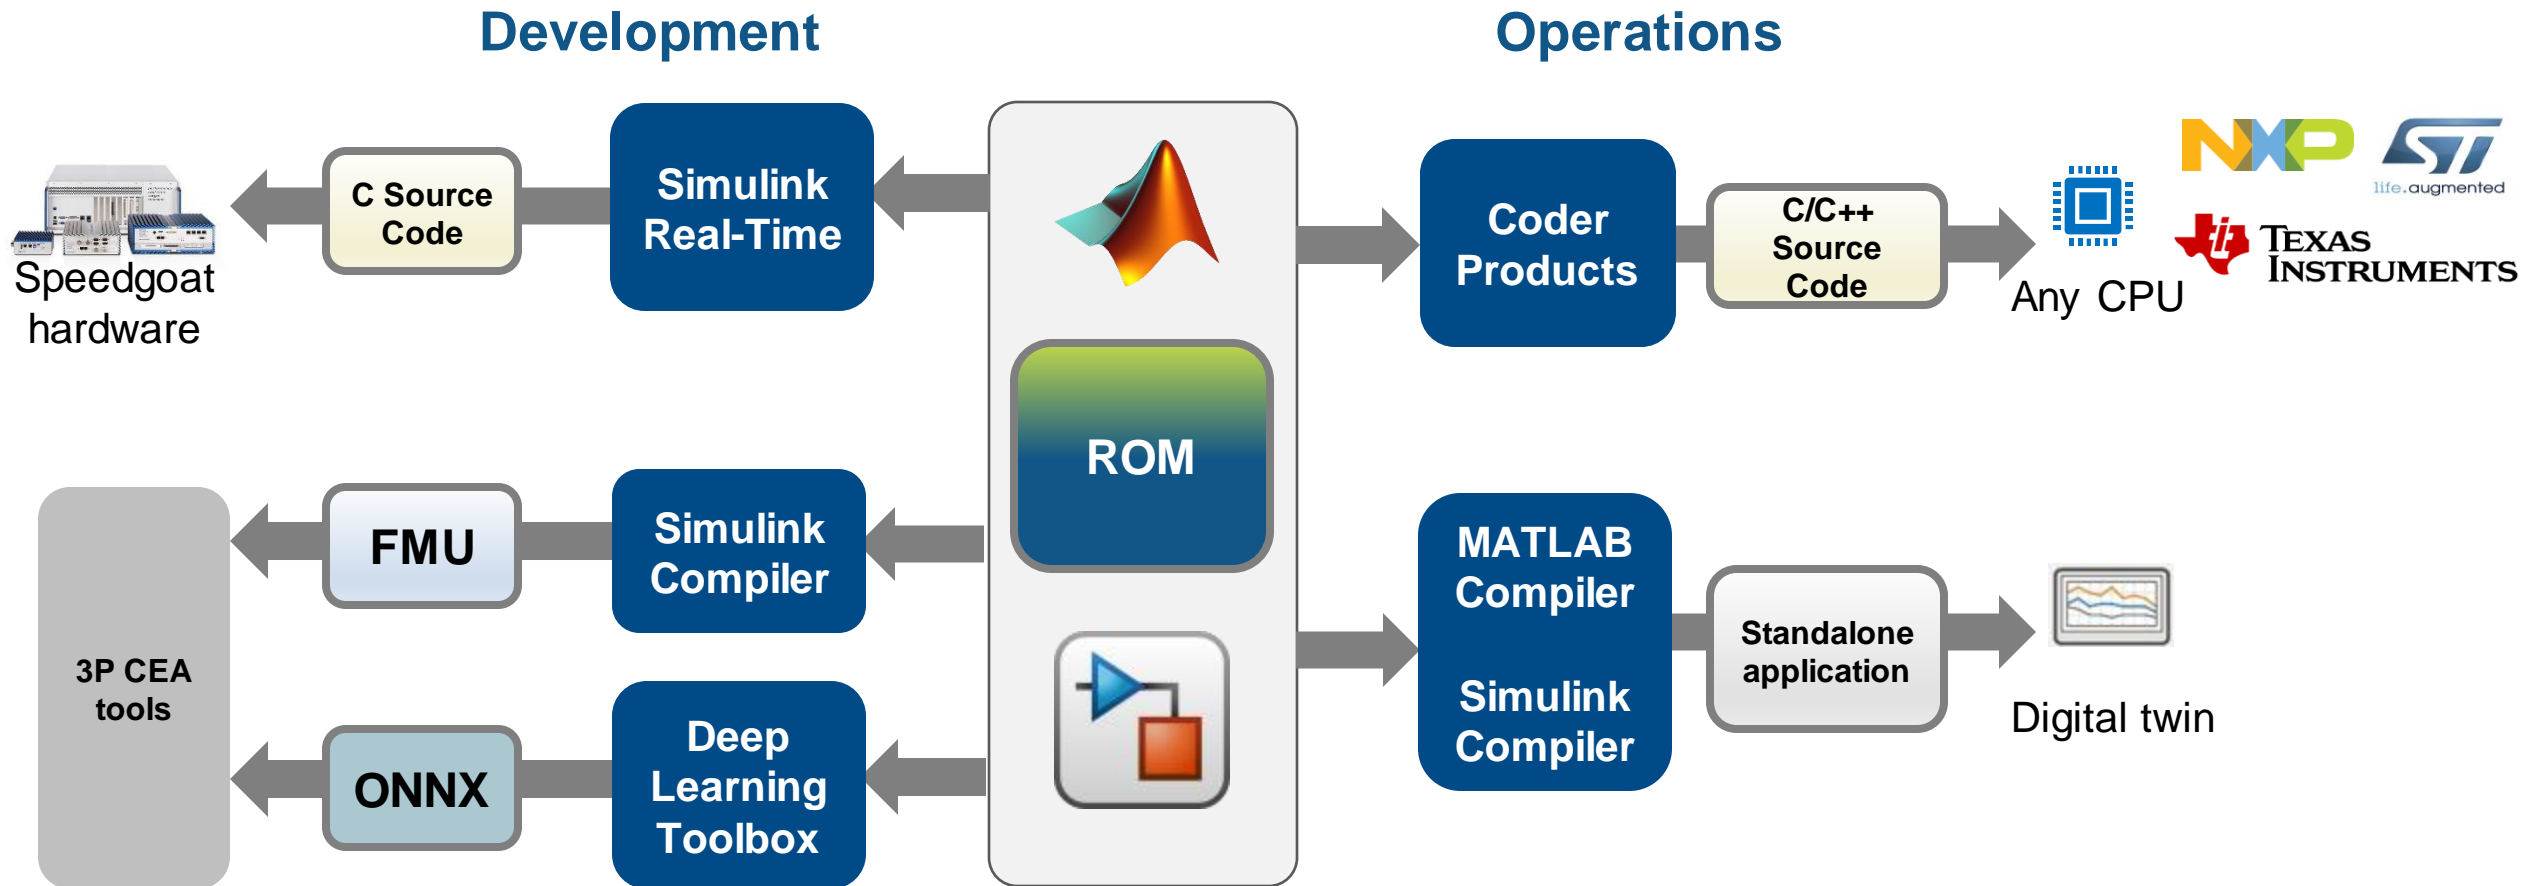 Development
Operations
C Source
Code
Simulink
Real-Time
Speedgoat
hardware
Coder
Products
C/C++
Source
Code
Any CPU
NXP
ST
life.augmented
TEXAS
INSTRUMENTS
ROM
3P CEA
tools
FMU
Simulink
Compiler
ONNX
Deep
Learning
Toolbox
MATLAB
Compiler
Simulink
Compiler
Standalone
application
Digital twin